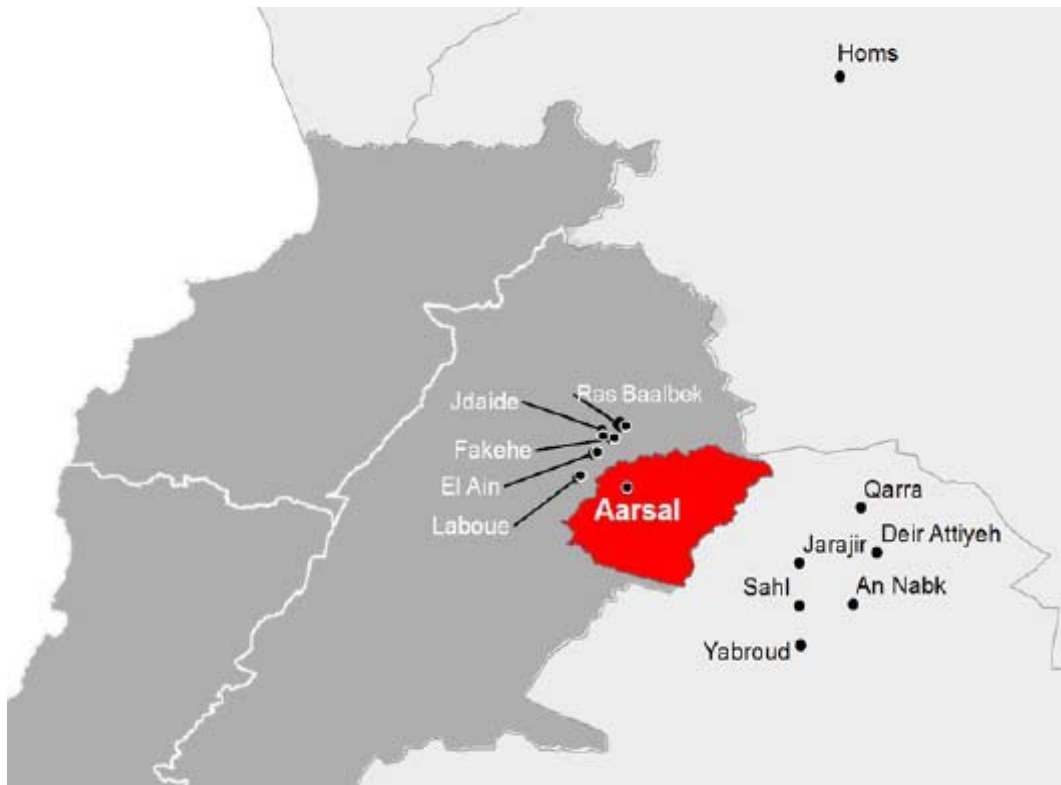 Homs
Ras Baalbek
Jdaide
Fakehe
El Ain
Laboue
Aarsal
Qarra
Deir Attiyeh
Jarajir
Sahl
An Nabk
Yabroud